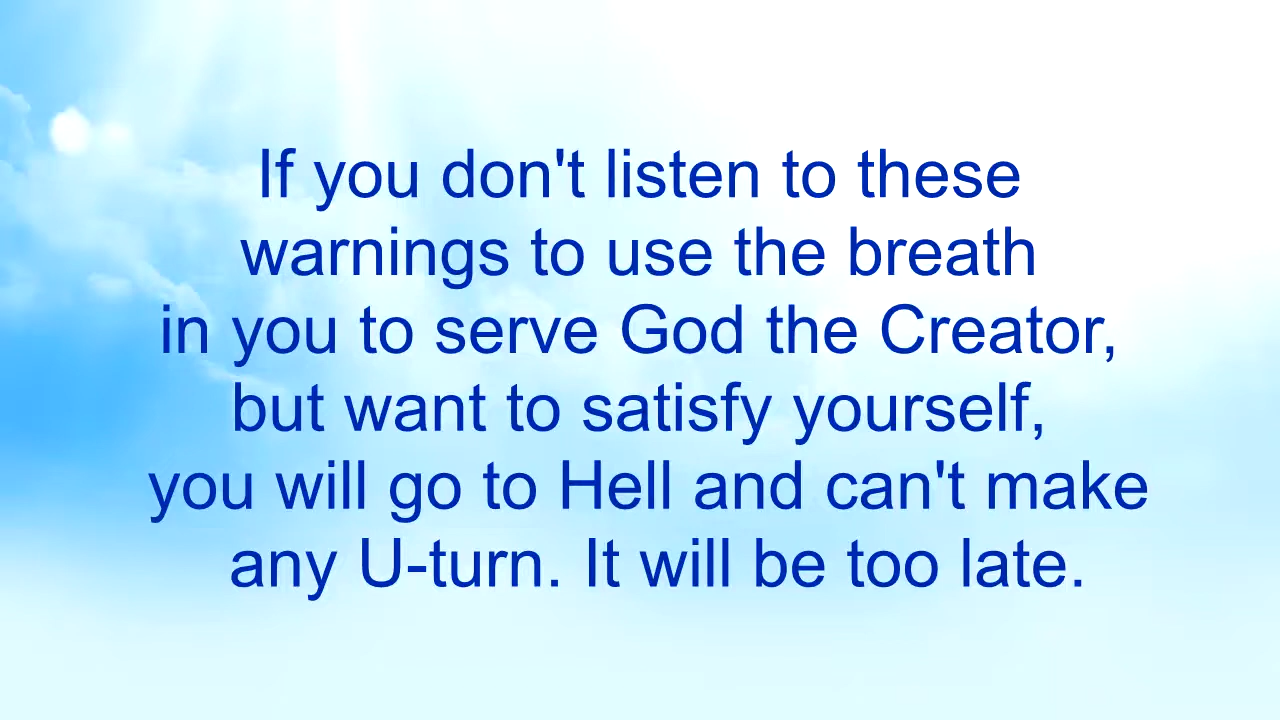 If you don't listen to these
warnings to use the breath
in you to serve God the Creator,
but want to satisfy yourself,
you will go to Hell and can't make
any U-turn. It will be too late.